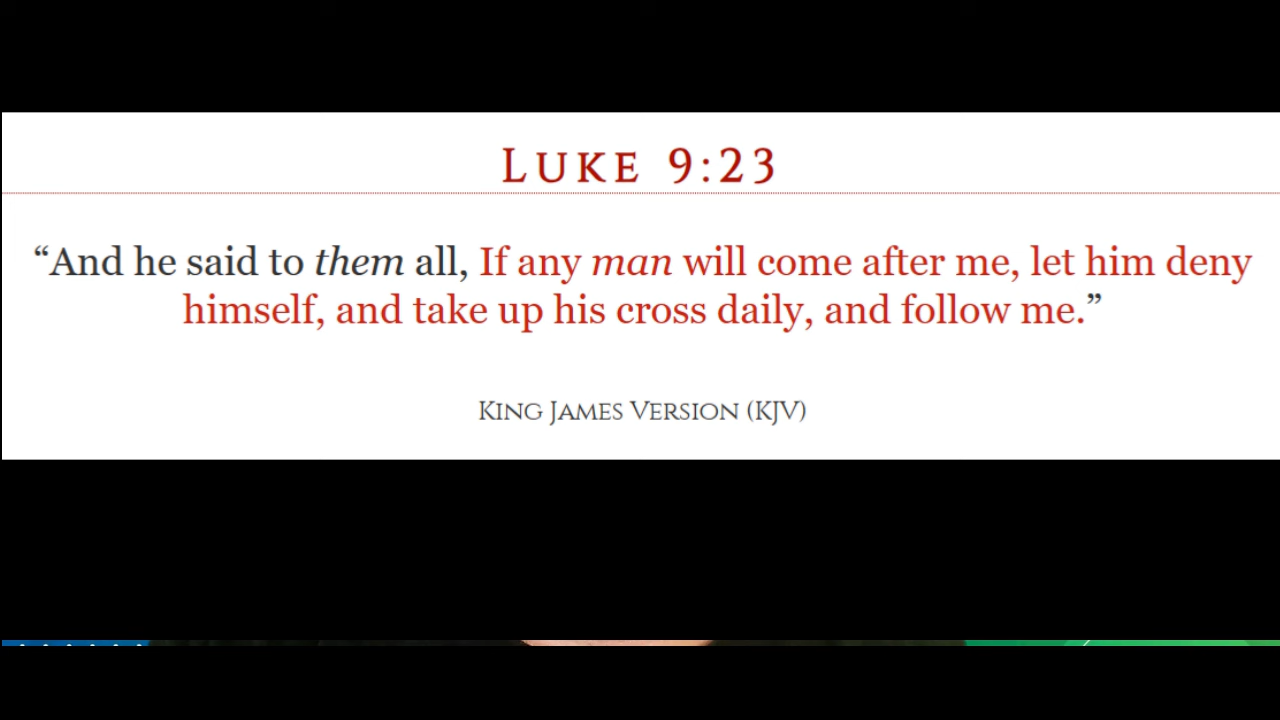 LUKE 9:23
“And he said to them all, If any man will come after me, let him deny
himself, and take up his cross daily, and follow me.”
KING JAMES VERSION (KJV)